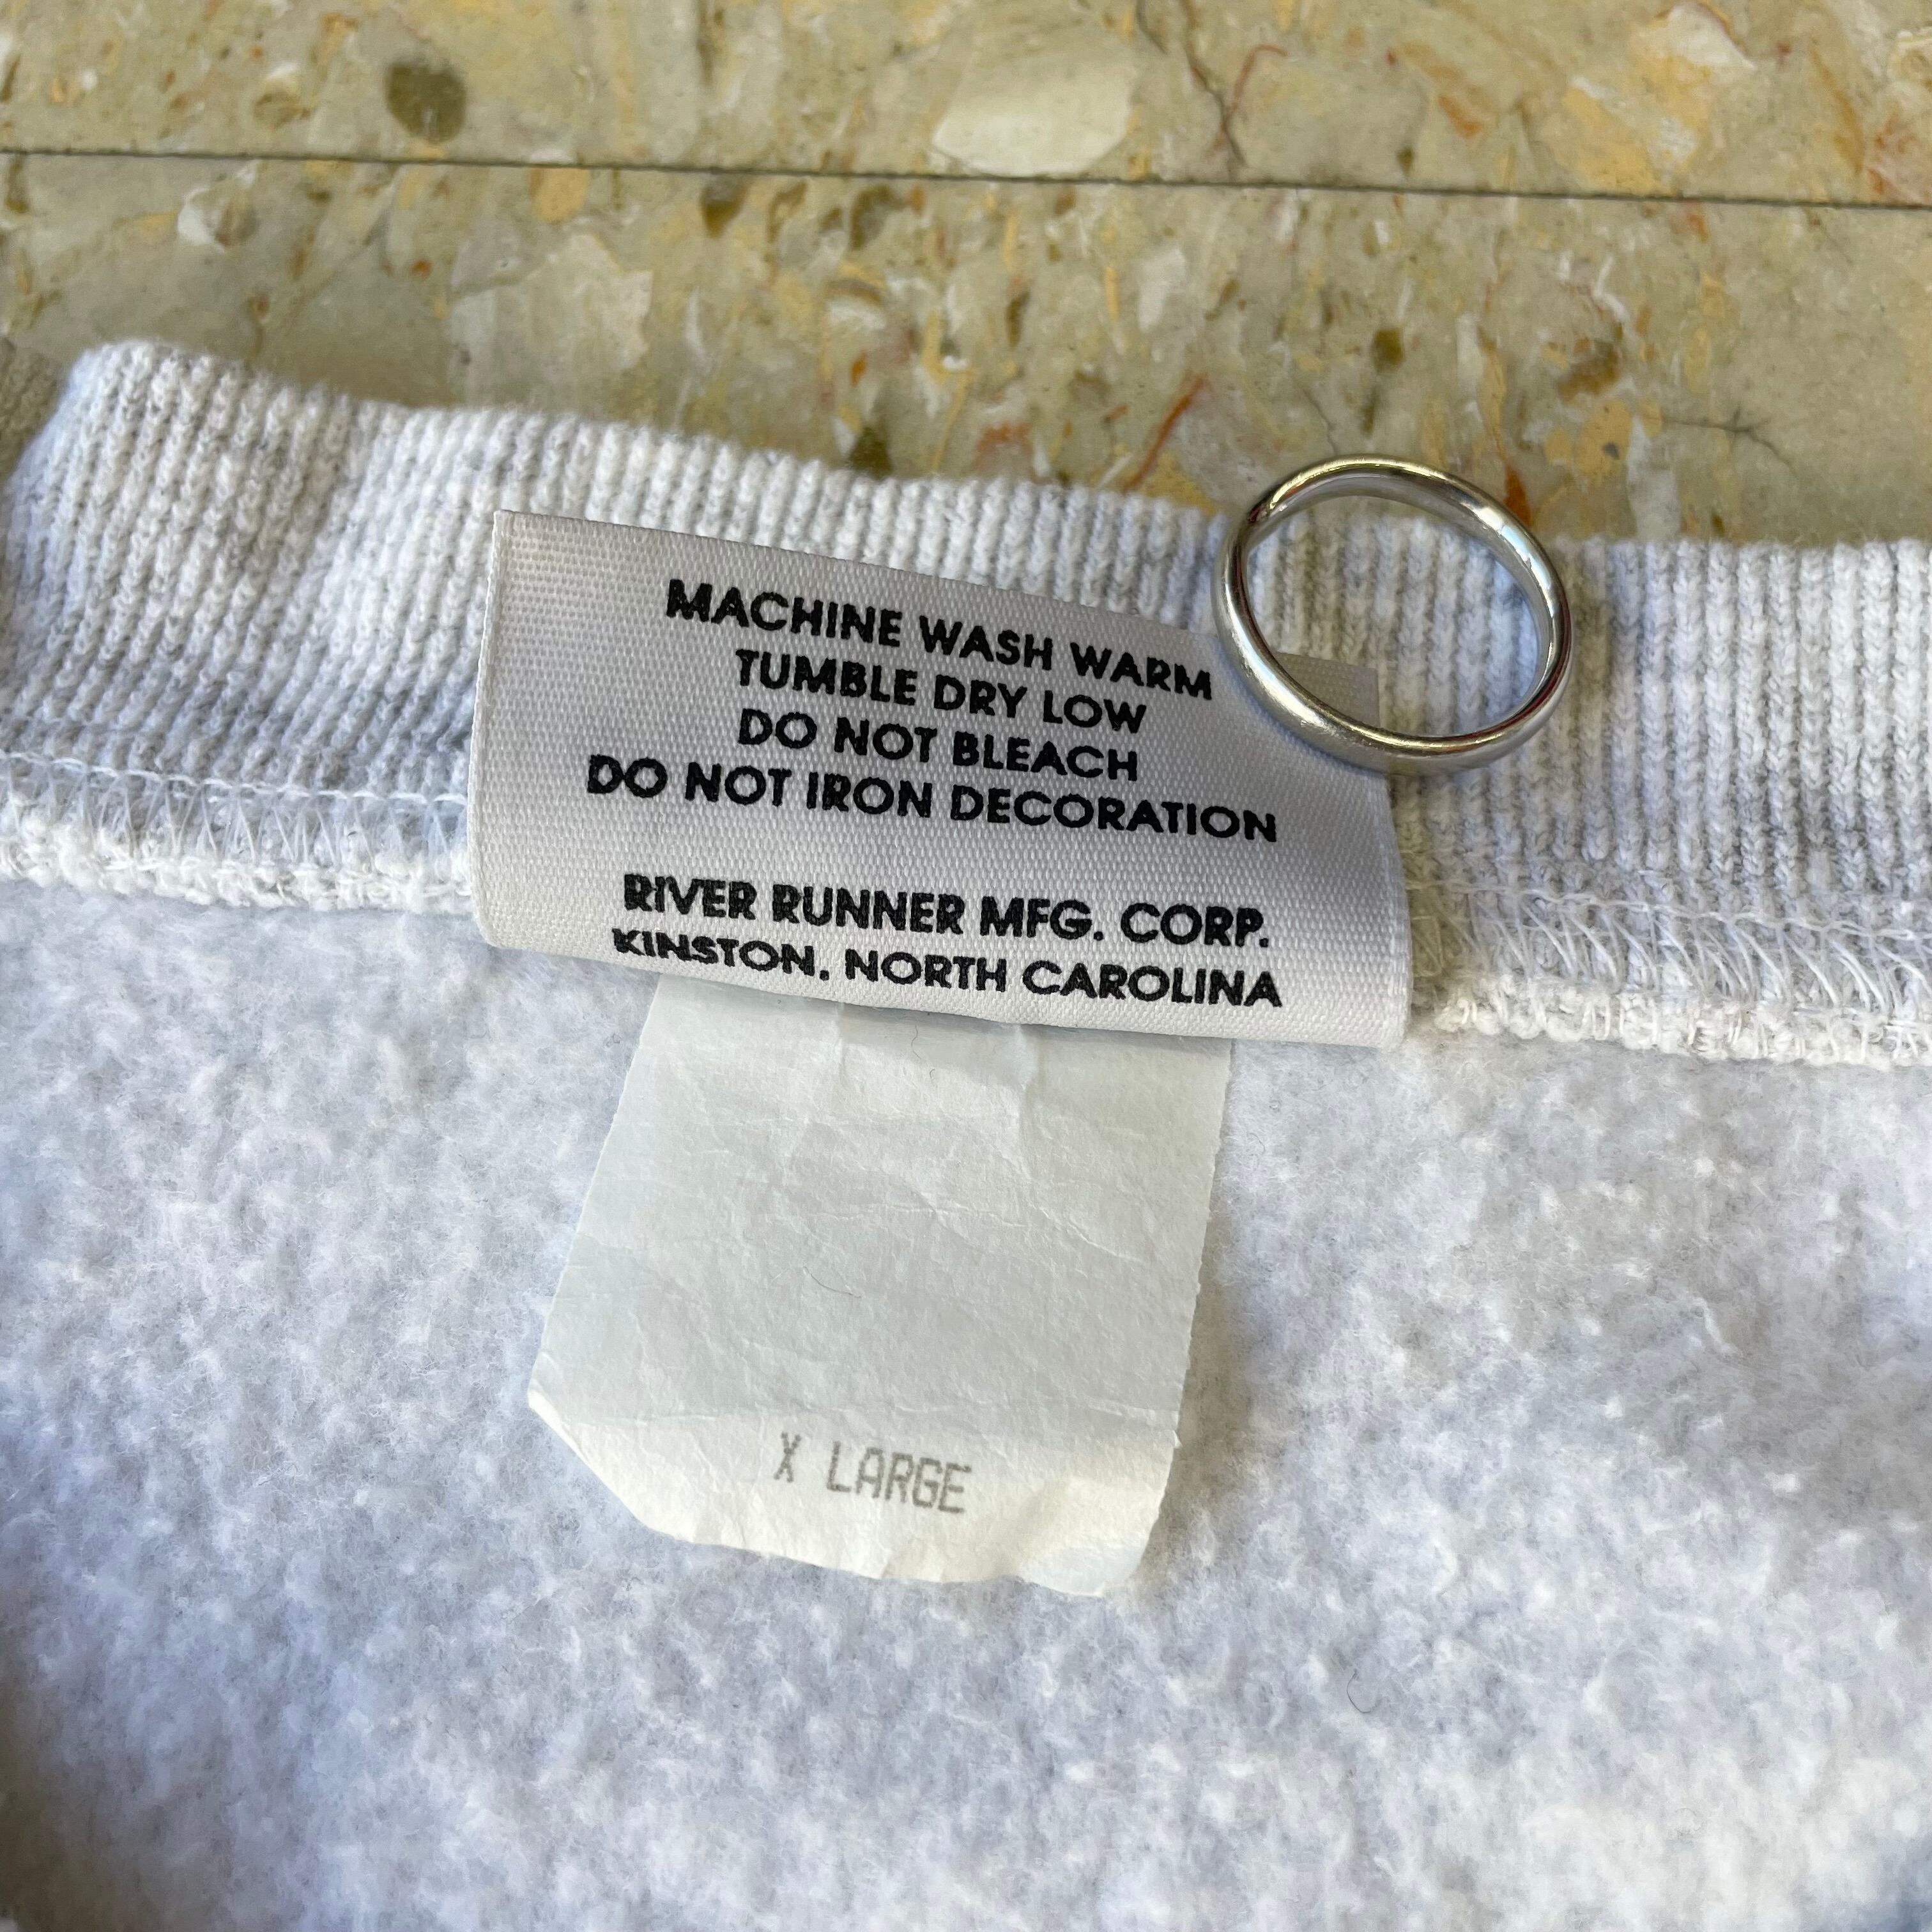 MACHINE WASH WARM
TUMBLE DRY LOW
DO NOT BLEACH
DO NOT IRON DECORATION
RIVER RUNNER MFG. CORP.
KINSTON, NORTH CAROLINA
X LARGE